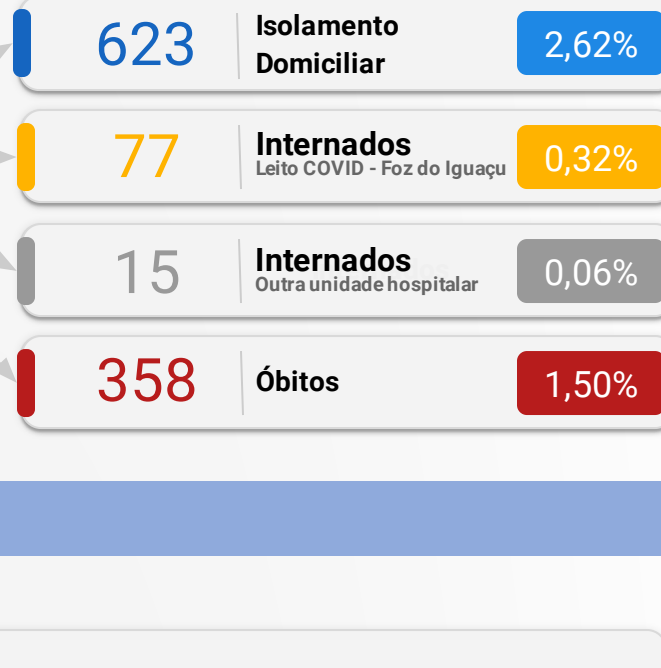 623
Isolamento
Domiciliar
2,62%
77
Internados
Leito COVID - Foz do Iguaçu
0,32%
15
Internados
Outra unidade hospitalar
0,06%
358
Óbitos
1,50%